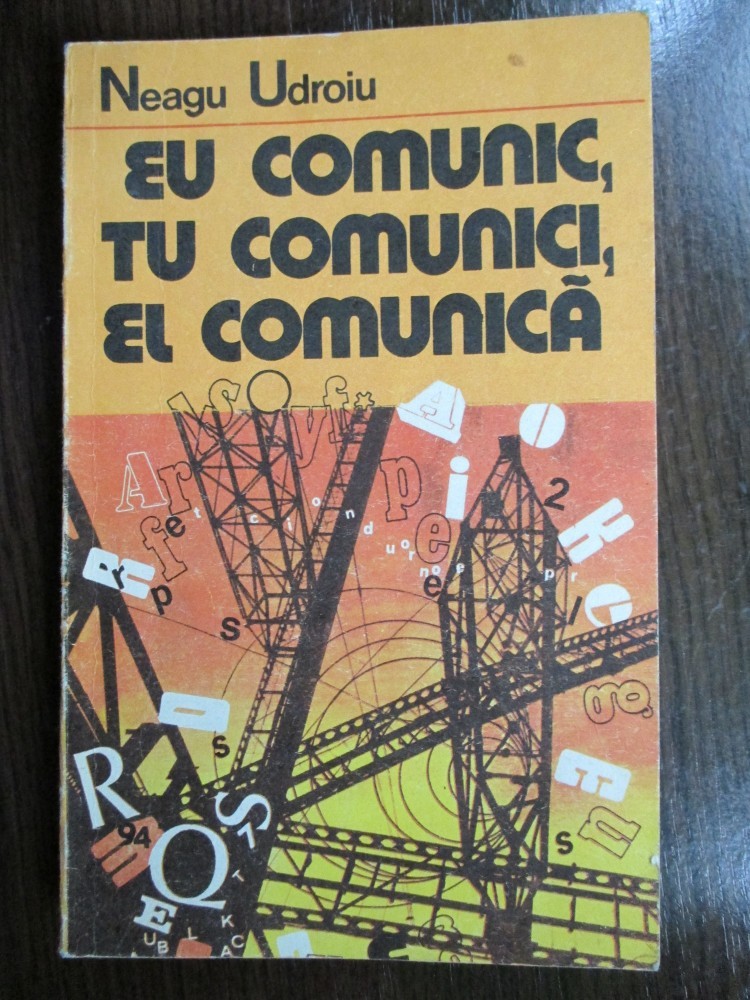 Neagu Udroiu
EU COMUNIC,
TU COMUNICI,
EL COMUNICĂ